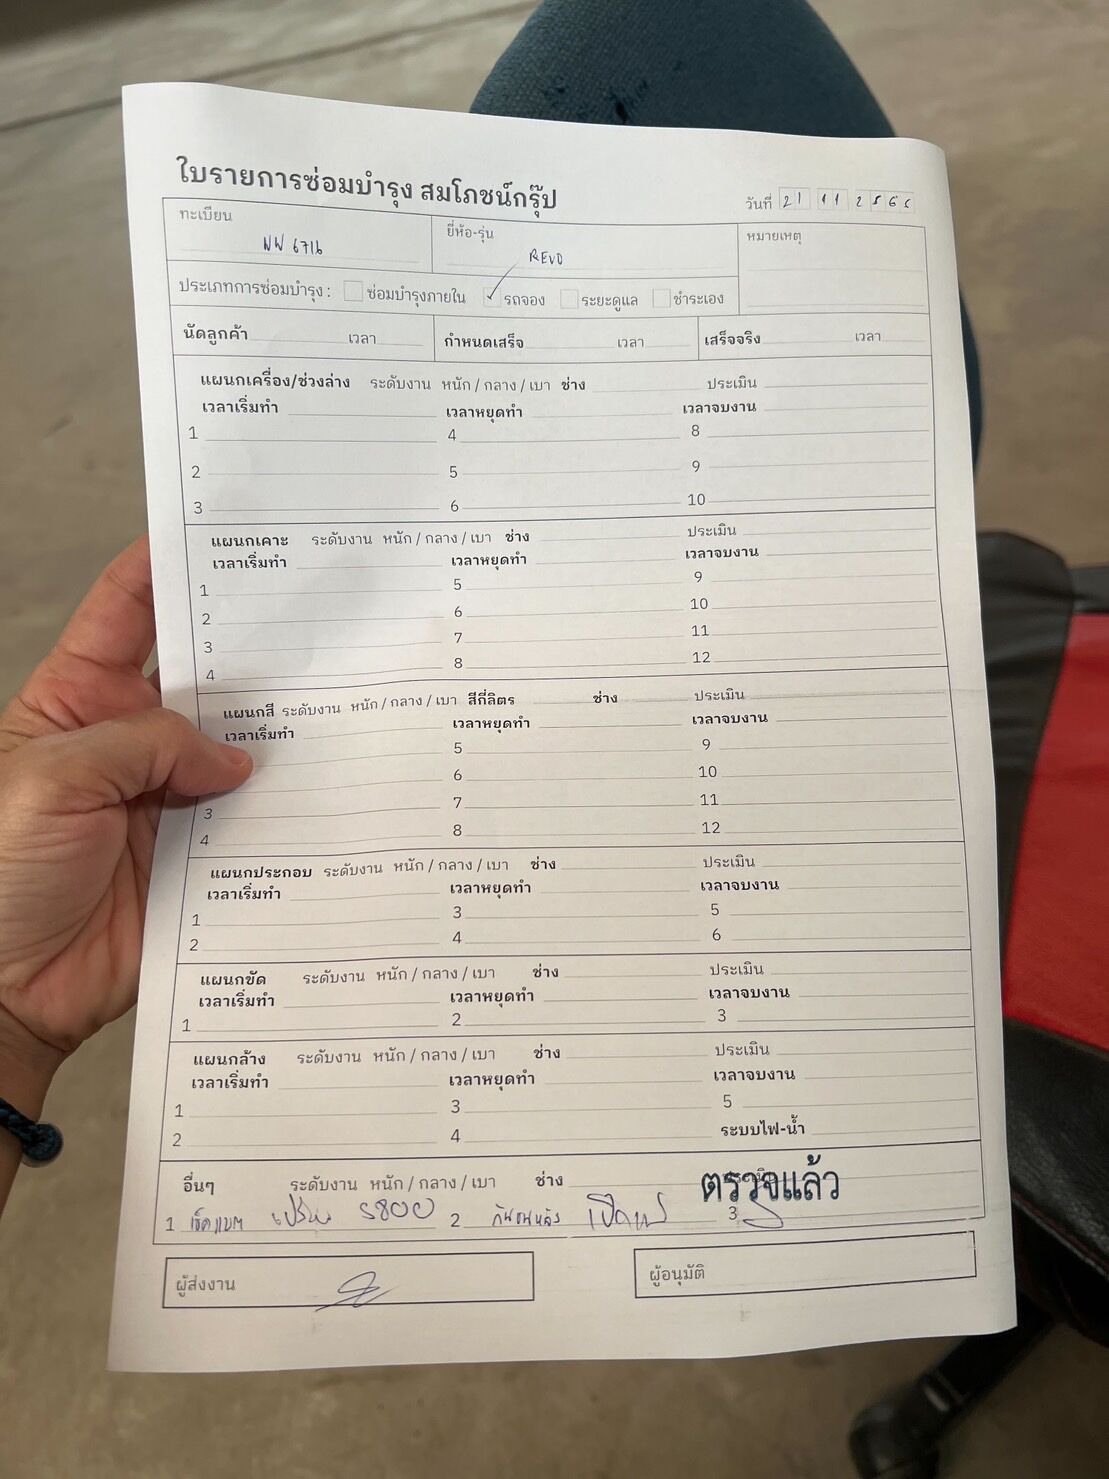 ใบรายการซ่อมบำรุง สมโภชน์กรุ๊ป
วันที่ 21 11 256
ทะเบียน ยี่ห้อ-รุ่น หมายเหตุ
6716 REVO
ประเภทการซ่อมบำรุง : ซ่อมบำรุงภายใน รถจอง ระยะดูแล ชำระเอง
นัดลูกค้า เวลา กำหนดเสร็จ เวลา เสร็จจริง เวลา
แผนกเครื่อง/ช่วงล่าง ระดับงาน หนัก / กลาง / เบา ช่าง ประเมิน
เวลาเริ่มทำ เวลาหยุดทำ เวลาจบงาน
1 4 8
2 5 9
3 6 10
แผนกเคาะ ระดับงาน หนัก / กลาง / เบา ช่าง ประเมิน
เวลาเริ่มทำ เวลาหยุดทำ เวลาจบงาน
1 5 9
2 6 10
3 7 11
4 8 12
แผนกสี ระดับงาน หนัก / กลาง / เบา สีกี่ลิตร ช่าง ประเมิน
เวลาเริ่มทำ เวลาหยุดทำ เวลาจบงาน
5 9
6 10
3 7 11
4 8 12
แผนกประกอบ ระดับงาน หนัก / กลาง / เบา ช่าง ประเมิน
เวลาเริ่มทำ เวลาหยุดทำ เวลาจบงาน
1 3 5
2 4 6
แผนกขัด ระดับงาน หนัก / กลาง / เบา ช่าง ประเมิน
เวลาเริ่มทำ เวลาหยุดทำ เวลาจบงาน
1 2 3
แผนกล้าง ระดับงาน หนัก / กลาง / เบา ช่าง ประเมิน
เวลาเริ่มทำ เวลาหยุดทำ เวลาจบงาน
1 3 5
2 4 ระบบไฟ-น้ำ
อื่นๆ ระดับงาน หนัก / กลาง / เบา ช่าง ตรวจแล้ว
1 เช็คแบต 5800 2 กันชนหลัง 3
ผู้ส่งงาน ผู้อนุมัติ